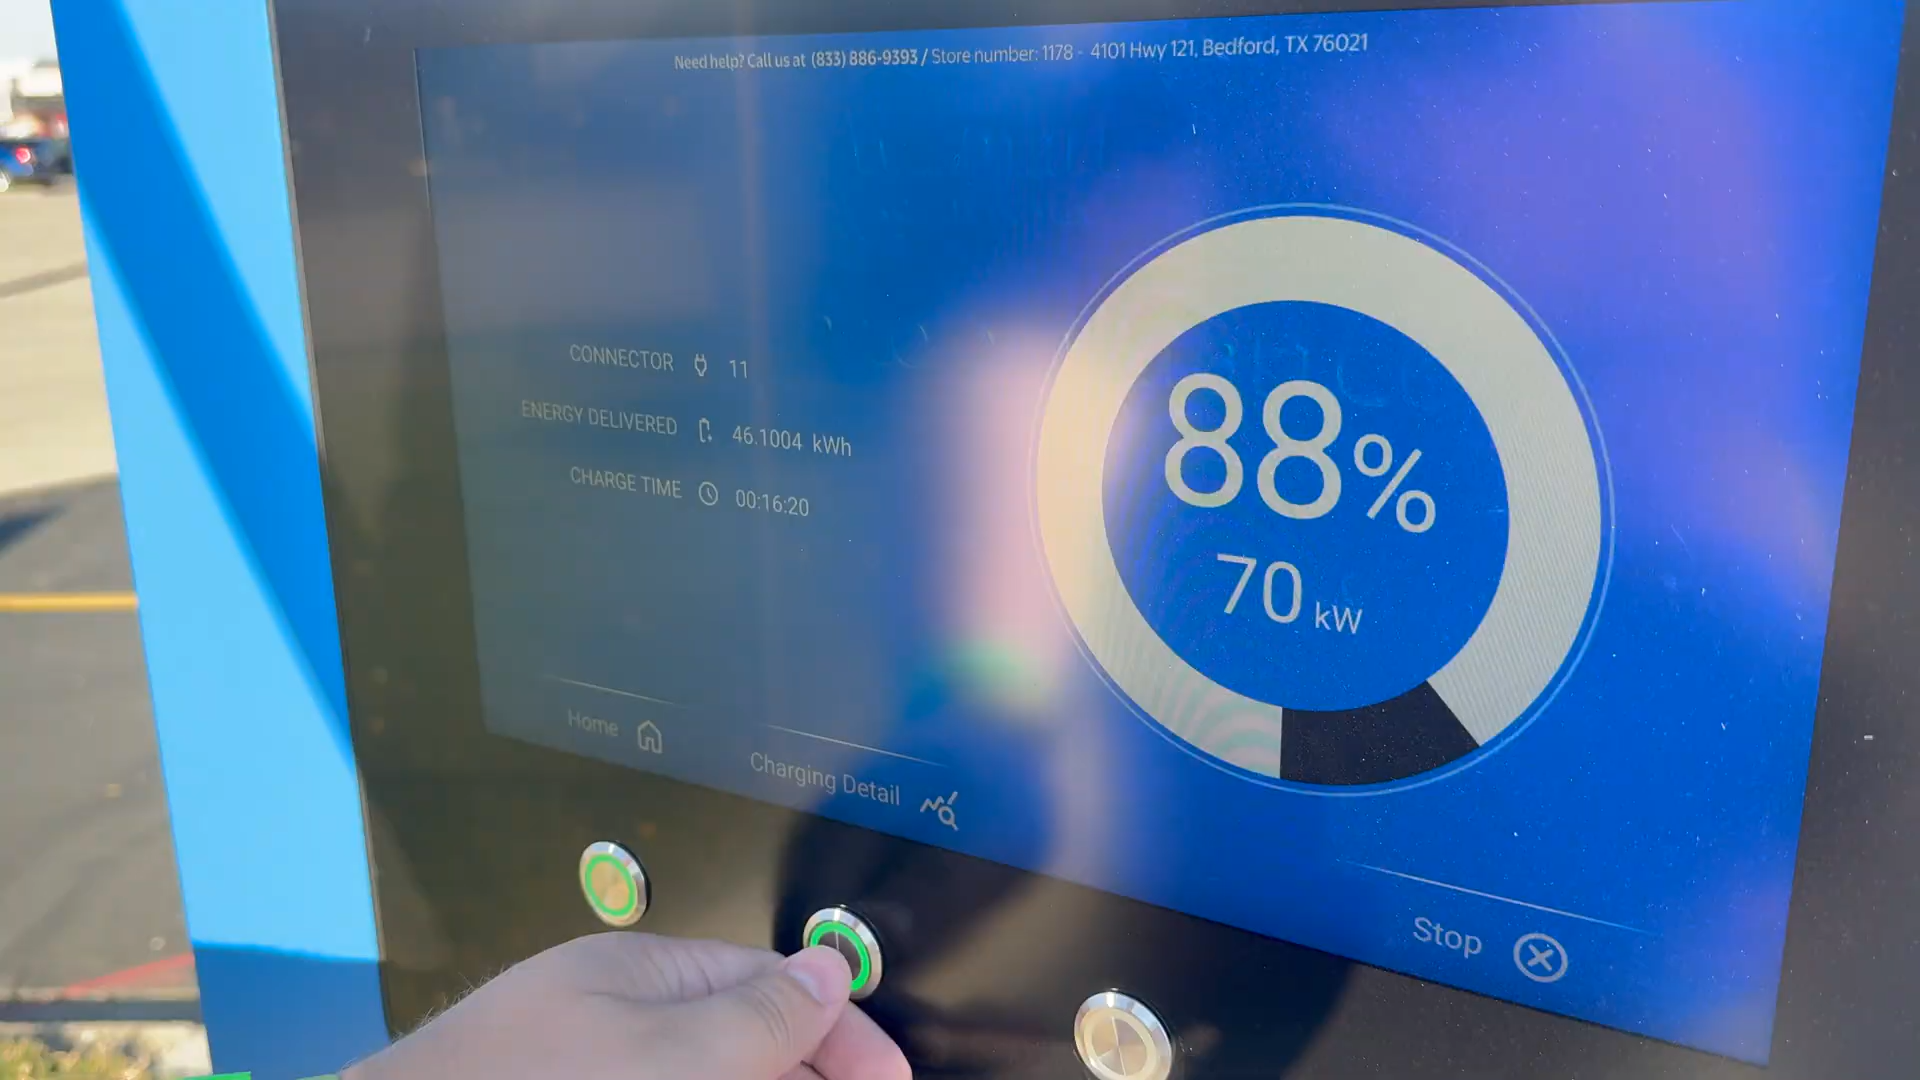 Need help? Call us at (833) 886-9393 / Store number: 1178 - 4101 Hwy 121, Bedford, TX 76021
CONNECTOR 11
ENERGY DELIVERED 46.1004 kWh
CHARGE TIME 00:16:20
88%
70 kW
Home
Charging Detail
Stop